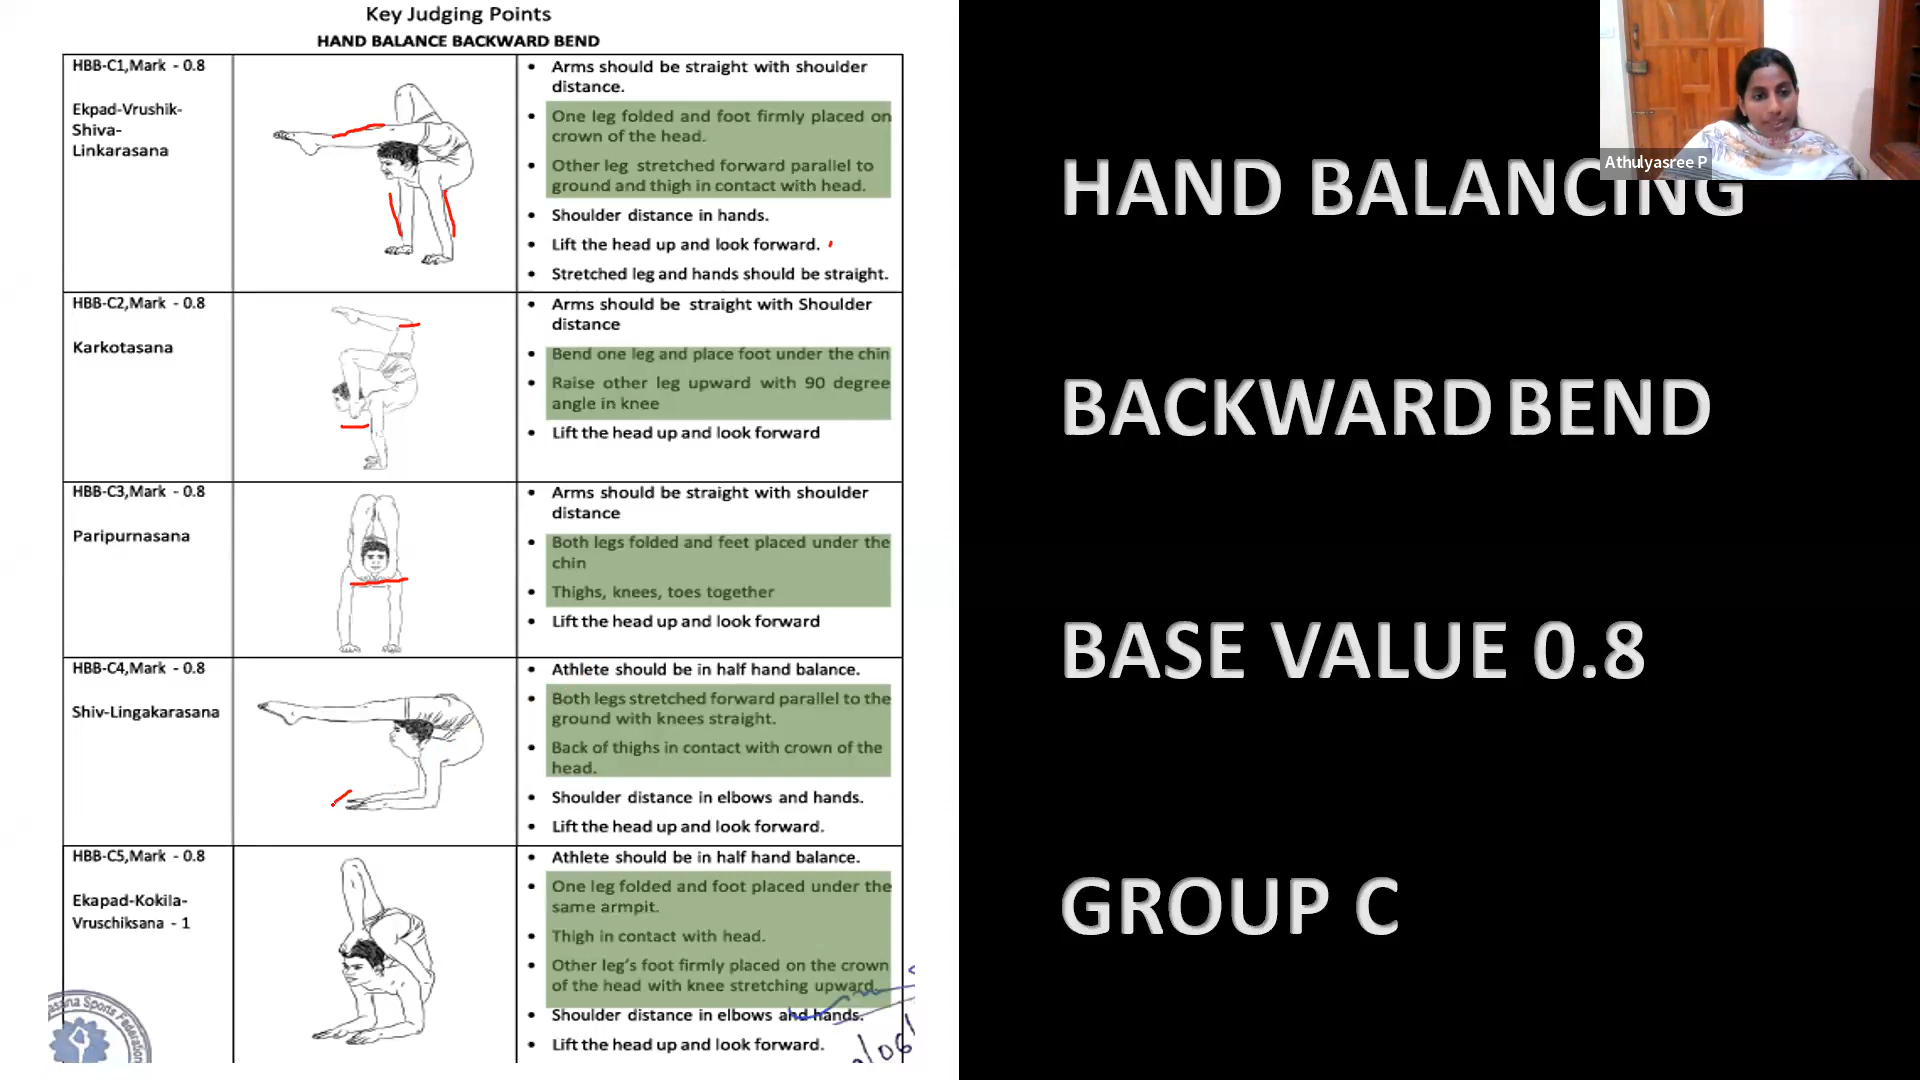 Key Judging Points
HAND BALANCE BACKWARD BEND
HBB-C1,Mark - 0.8
Ekpad-Vrushik-
Shiva-
Linkarasana
• Arms should be straight with shoulder
distance.
• One leg folded and foot firmly placed on
crown of the head.
• Other leg stretched forward parallel to
ground and thigh in contact with head.
• Shoulder distance in hands.
• Lift the head up and look forward.
• Stretched leg and hands should be straight.
HBB-C2,Mark - 0.8
Karkotasana
• Arms should be straight with Shoulder
distance
• Bend one leg and place foot under the chin
• Raise other leg upward with 90 degree
angle in knee
• Lift the head up and look forward
HBB-C3,Mark - 0.8
Paripurnasana
• Arms should be straight with shoulder
distance
• Both legs folded and feet placed under the
chin
• Thighs, knees, toes together
• Lift the head up and look forward
HBB-C4,Mark - 0.8
Shiv-Lingakarasana
• Athlete should be in half hand balance.
• Both legs stretched forward parallel to the
ground with knees straight.
• Back of thighs in contact with crown of the
head.
• Shoulder distance in elbows and hands.
• Lift the head up and look forward.
HBB-C5,Mark - 0.8
Ekapad-Kokila-
Vruschiksana - 1
• Athlete should be in half hand balance.
• One leg folded and foot placed under the
same armpit.
• Thigh in contact with head.
• Other leg's foot firmly placed on the crown
of the head with knee stretching upward.
• Shoulder distance in elbows and hands.
• Lift the head up and look forward.
asana Sports Federation
HAND BALANCING
BACKWARD BEND
BASE VALUE 0.8
GROUP C
Athulyasree P